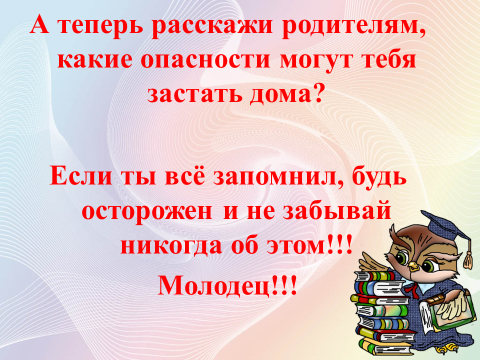 А теперь расскажи родителям,
какие опасности могут тебя
застать дома?
Если ты всё запомнил, будь
осторожен и не забывай
никогда об этом!!!
Молодец!!!